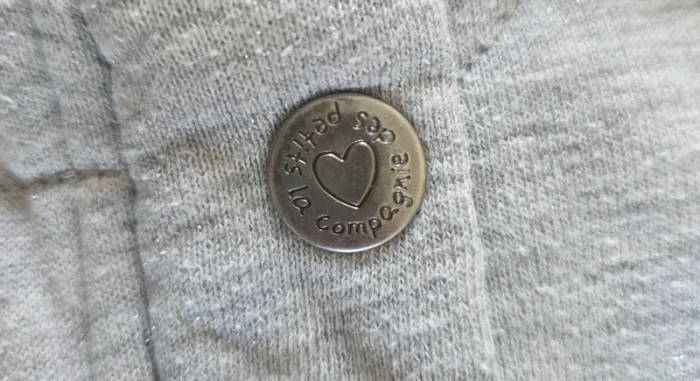 la compagnie des petits